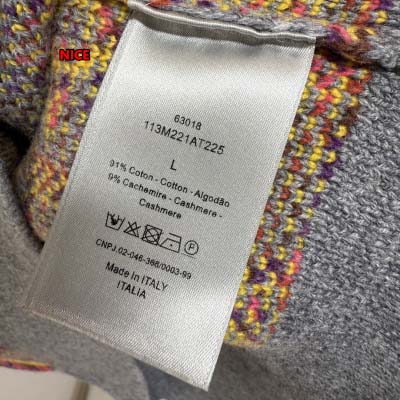 NICE
63018
113M221AT225
L
91% Coton - Cotton - Algodão
9% Cachemire - Cashmere -
Cashmere
P
CNPJ.02-046-368/0003-99
Made in ITALY
ITALIA